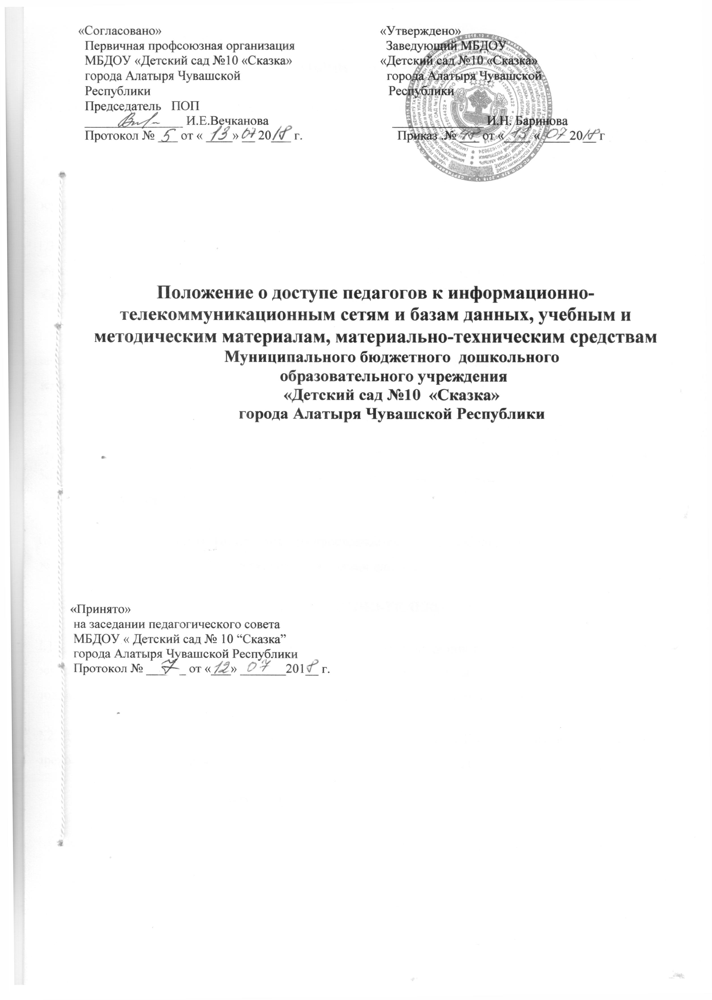 «Согласовано»
Первичная профсоюзная организация
МБДОУ «Детский сад №10 «Сказка»
города Алатыря Чувашской
Республики
Председатель ПОП
_______________ И.Е.Вечканова
Протокол № 5 от « 13 » 07 2018 г.
«Утверждено»
Заведующий МБДОУ
«Детский сад №10 «Сказка»
города Алатыря Чувашской
Республики
______________ И.Н. Баринова
Приказ .№ от « 13 « 07 2018 г
Положение о доступе педагогов к информационно-
телекоммуникационным сетям и базам данных, учебным и
методическим материалам, материально-техническим средствам
Муниципального бюджетного дошкольного
образовательного учреждения
«Детский сад №10 «Сказка»
города Алатыря Чувашской Республики
«Принято»
на заседании педагогического совета
МБДОУ « Детский сад № 10 “Сказка”
города Алатыря Чувашской Республики
Протокол № 7 от «12» 07 2018 г.